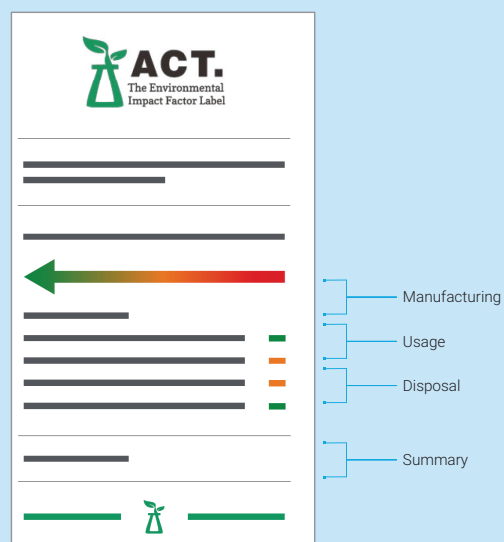 ACT.
The Environmental
Impact Factor Label
Manufacturing
Usage
Disposal
Summary